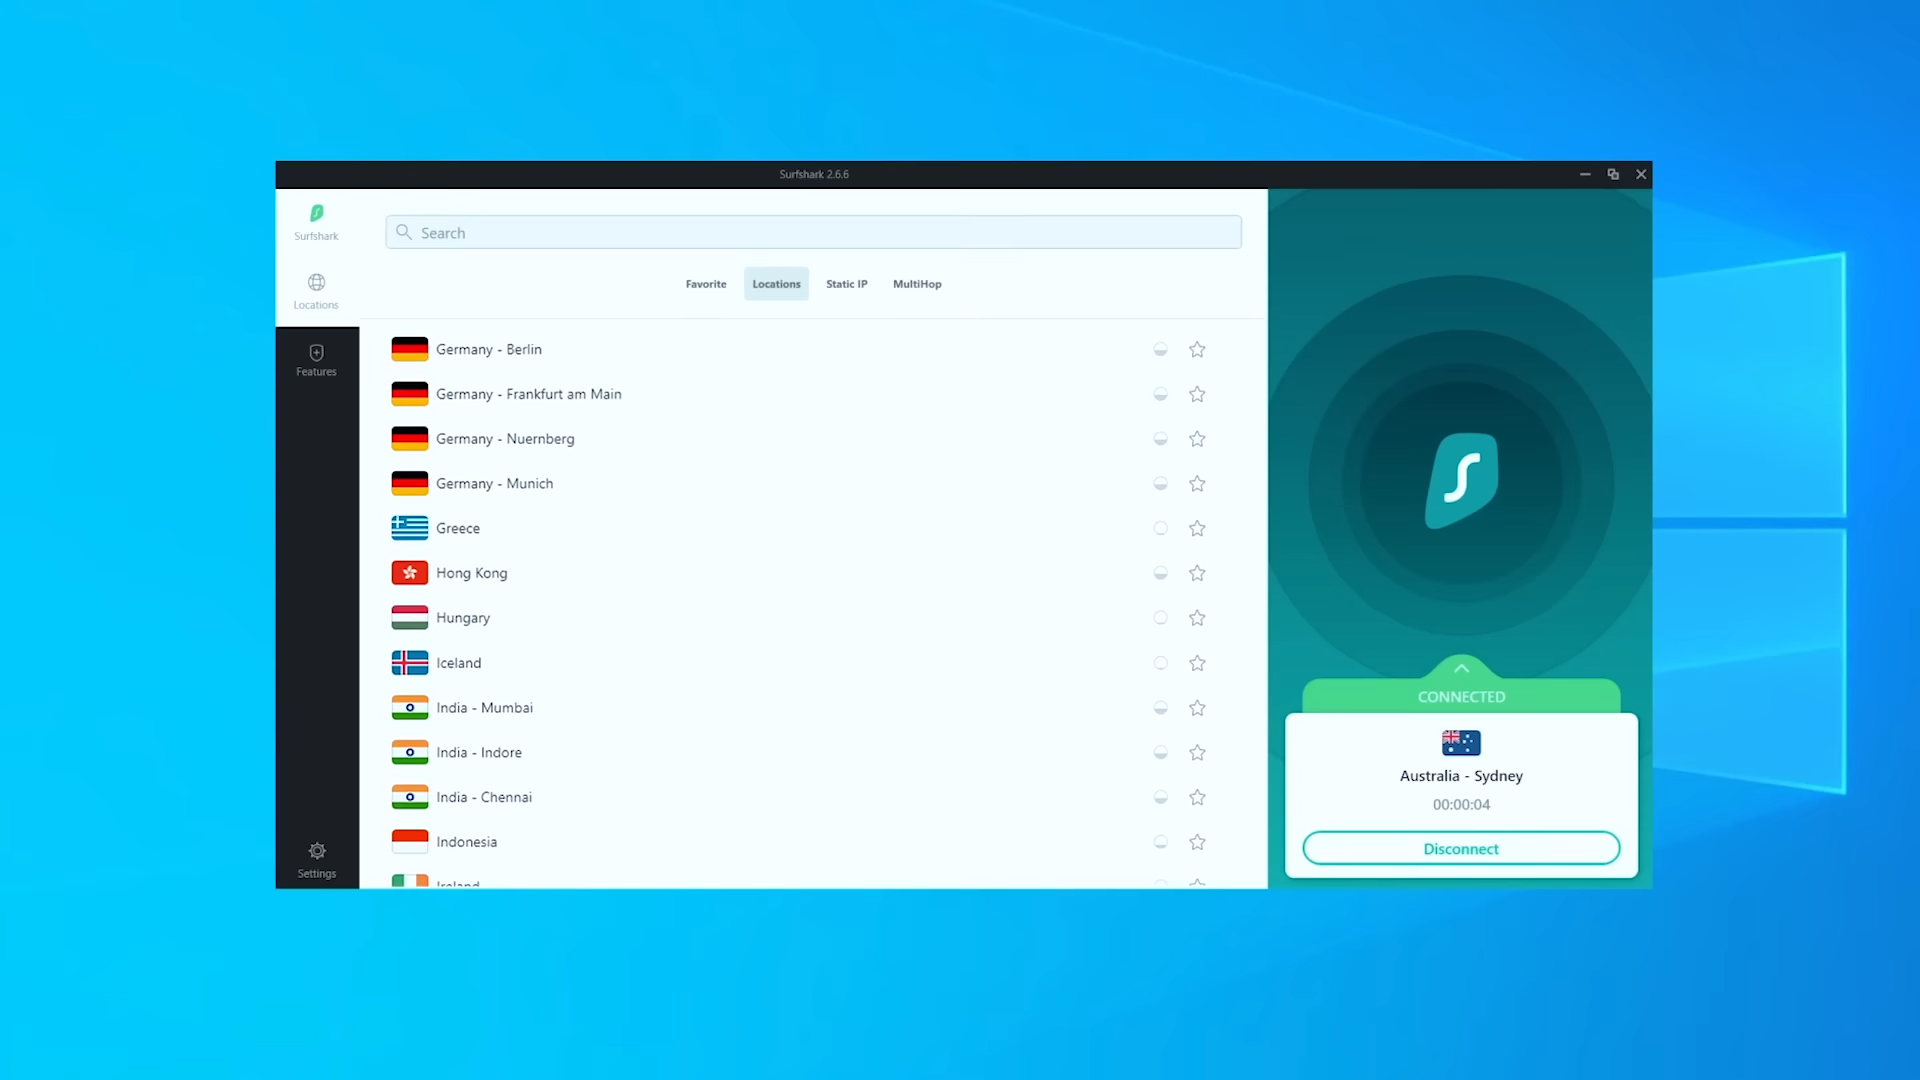 Surfshark 2.6.6
Surfshark
Locations
Features
Settings
Search
Favorite
Locations
Static IP
MultiHop
Germany - Berlin
Germany - Frankfurt am Main
Germany - Nuernberg
Germany - Munich
Greece
Hong Kong
Hungary
Iceland
India - Mumbai
India - Indore
India - Chennai
Indonesia
Ireland
CONNECTED
Australia - Sydney
00:00:04
Disconnect